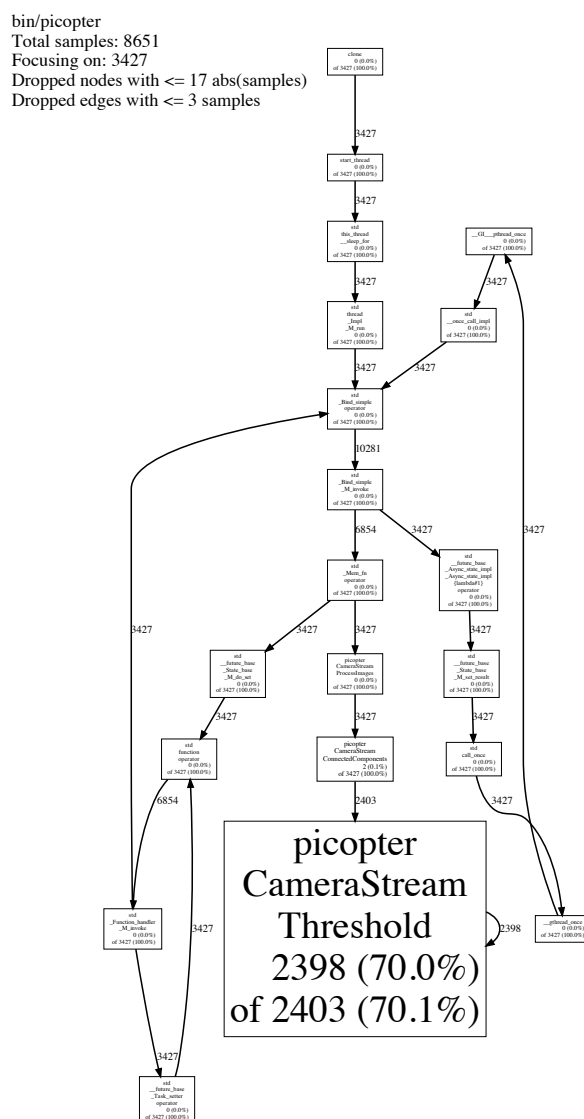 bin/picopter
Total samples: 8651
Focusing on: 3427
Dropped nodes with <= 17 abs(samples)
Dropped edges with <= 3 samples
clone
0 (0.0%)
of 3427 (100.0%)
3427
start_thread
0 (0.0%)
of 3427 (100.0%)
3427
std
this_thread
__sleep_for
0 (0.0%)
of 3427 (100.0%)
__GI___pthread_once
0 (0.0%)
of 3427 (100.0%)
3427
3427
std
thread
_Impl
_M_run
0 (0.0%)
of 3427 (100.0%)
std
__once_call_impl
0 (0.0%)
of 3427 (100.0%)
3427
3427
std
_Bind_simple
operator
0 (0.0%)
of 3427 (100.0%)
10281
std
_Bind_simple
_M_invoke
0 (0.0%)
of 3427 (100.0%)
6854
3427
3427
std
_Mem_fn
operator
0 (0.0%)
of 3427 (100.0%)
std
__future_base
_Async_state_impl
_Async_state_impl
{lambda#1}
operator
0 (0.0%)
of 3427 (100.0%)
3427
3427
3427
3427
std
__future_base
_State_base
_M_do_set
0 (0.0%)
of 3427 (100.0%)
picopter
CameraStream
ProcessImages
0 (0.0%)
of 3427 (100.0%)
std
__future_base
_State_base
_M_set_result
0 (0.0%)
of 3427 (100.0%)
3427
3427
3427
std
function
operator
0 (0.0%)
of 3427 (100.0%)
picopter
CameraStream
ConnectedComponents
2 (0.1%)
of 3427 (100.0%)
std
call_once
0 (0.0%)
of 3427 (100.0%)
6854
2403
3427
picopter
CameraStream
Threshold
2398 (70.0%)
of 2403 (70.1%)
2398
std
_Function_handler
_M_invoke
0 (0.0%)
of 3427 (100.0%)
3427
__pthread_once
0 (0.0%)
of 3427 (100.0%)
3427
std
__future_base
_Task_setter
operator
0 (0.0%)
of 3427 (100.0%)